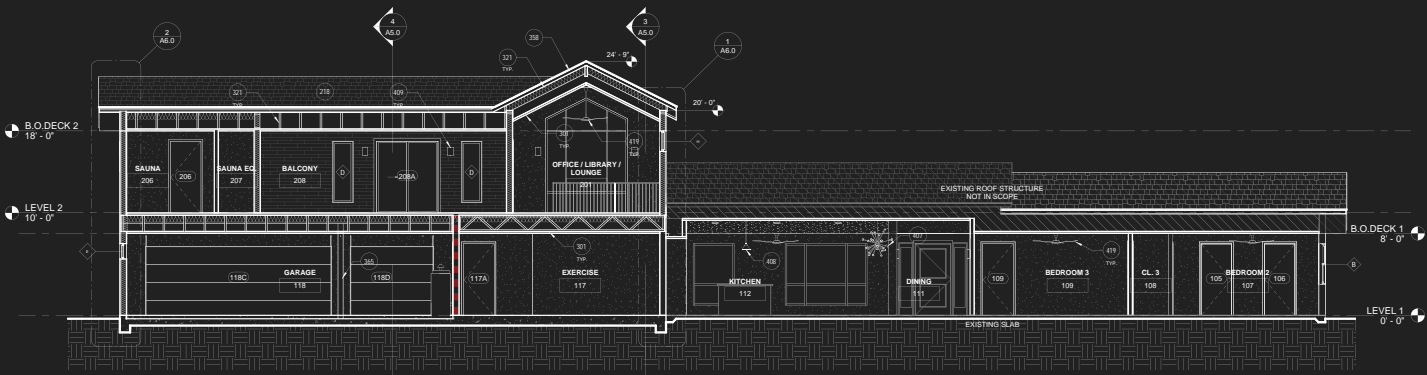 2
A6.0
4
A5.0
3
A5.0
1
A6.0
358
321
TYP.
24' - 9"
321
TYP.
218
409
TYP.
20' - 0"
B.O.DECK 2
18' - 0"
301
TYP.
419
TYP.
SAUNA
206
206
SAUNA EQ.
207
BALCONY
208
D
208A
D
OFFICE / LIBRARY /
LOUNGE
201
EXISTING ROOF STRUCTURE
NOT IN SCOPE
LEVEL 2
10' - 0"
B.O.DECK 1
8' - 0"
301
TYP.
407
408
419
TYP.
365
118C
GARAGE
118
118D
117A
EXERCISE
117
KITCHEN
112
DINING
111
109
BEDROOM 3
109
CL. 3
108
105
BEDROOM 2
107
106
B
LEVEL 1
0' - 0"
EXISTING SLAB